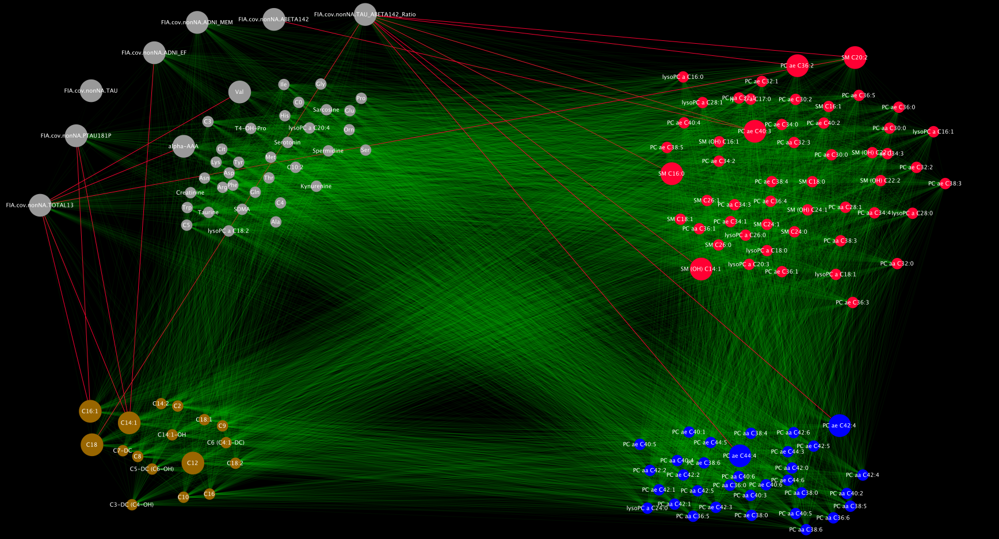 FIA.cov.nonNA.TAU_ABETA142_Ratio
FIA.cov.nonNA.ABETA142
FIA.cov.nonNA.ADNI_MEM
FIA.cov.nonNA.ADNI_EF
FIA.cov.nonNA.TAU
FIA.cov.nonNA.PTAU181P
FIA.cov.nonNA.TOTAL13
Val
Ile
Gly
Pro
C0
Sarcosine
Glu
His
C3
T4-OH-Pro
lysoPC a C20:4
Orn
alpha-AAA
Serotonin
Cit
Spermidine
Ser
Met
Lys
Tyr
C10:2
Asp
Asn
Thr
Arg
Phe
Kynurenine
Creatinine
Gln
C4
Trp
Taurine
SDMA
C5
Ala
lysoPC a C18:2
SM C20:2
PC ae C36:2
lysoPC a C16:0
PC ae C32:1
PC ae C36:5
lysoPC a C28:1
PC ae C30:2
SM C16:1
PC ae C36:0
PC ae C40:4
PC ae C34:0
PC ae C40:2
PC aa C30:0
PC ae C40:3
lysoPC a C16:1
SM (OH) C16:1
PC aa C32:3
PC ae C38:5
PC ae C30:0
SM (OH) C22:1
PC ae C34:2
PC ae C32:2
SM C16:0
PC ae C38:4
SM C18:0
SM (OH) C22:2
PC ae C38:3
SM C26:1
PC aa C34:3
PC ae C36:4
SM (OH) C24:1
PC aa C28:1
PC aa C34:4
lysoPC a C28:0
SM C18:1
PC ae C34:1
SM C24:1
PC aa C36:1
lysoPC a C26:0
SM C24:0
PC aa C38:3
SM C26:0
lysoPC a C18:0
SM (OH) C14:1
lysoPC a C20:3
PC ae C36:1
PC aa C32:0
lysoPC a C18:1
PC ae C36:3
C16:1
C14:2
C2
C14:1
C18:1
C9
C14:1-OH
C18
C6 (C4:1-DC)
C7-DC
C8
C12
C18:2
C5-DC (C6-OH)
C10
C16
C3-DC (C4-OH)
PC ae C42:4
PC ae C40:1
PC aa C38:4
PC aa C42:6
PC ae C40:5
PC ae C44:5
PC ae C42:5
PC ae C44:3
PC ae C44:4
PC aa C40:4
PC ae C38:6
PC aa C42:2
PC ae C42:2
PC aa C42:0
PC aa C42:4
PC aa C40:6
PC ae C44:6
PC aa C36:0
PC ae C40:6
PC ae C42:1
PC aa C42:5
PC aa C40:3
PC aa C38:0
PC aa C40:2
lysoPC a C24:0
PC aa C42:1
PC ae C42:3
PC aa C38:5
PC aa C36:5
PC ae C38:0
PC aa C40:5
PC aa C36:6
PC aa C38:6